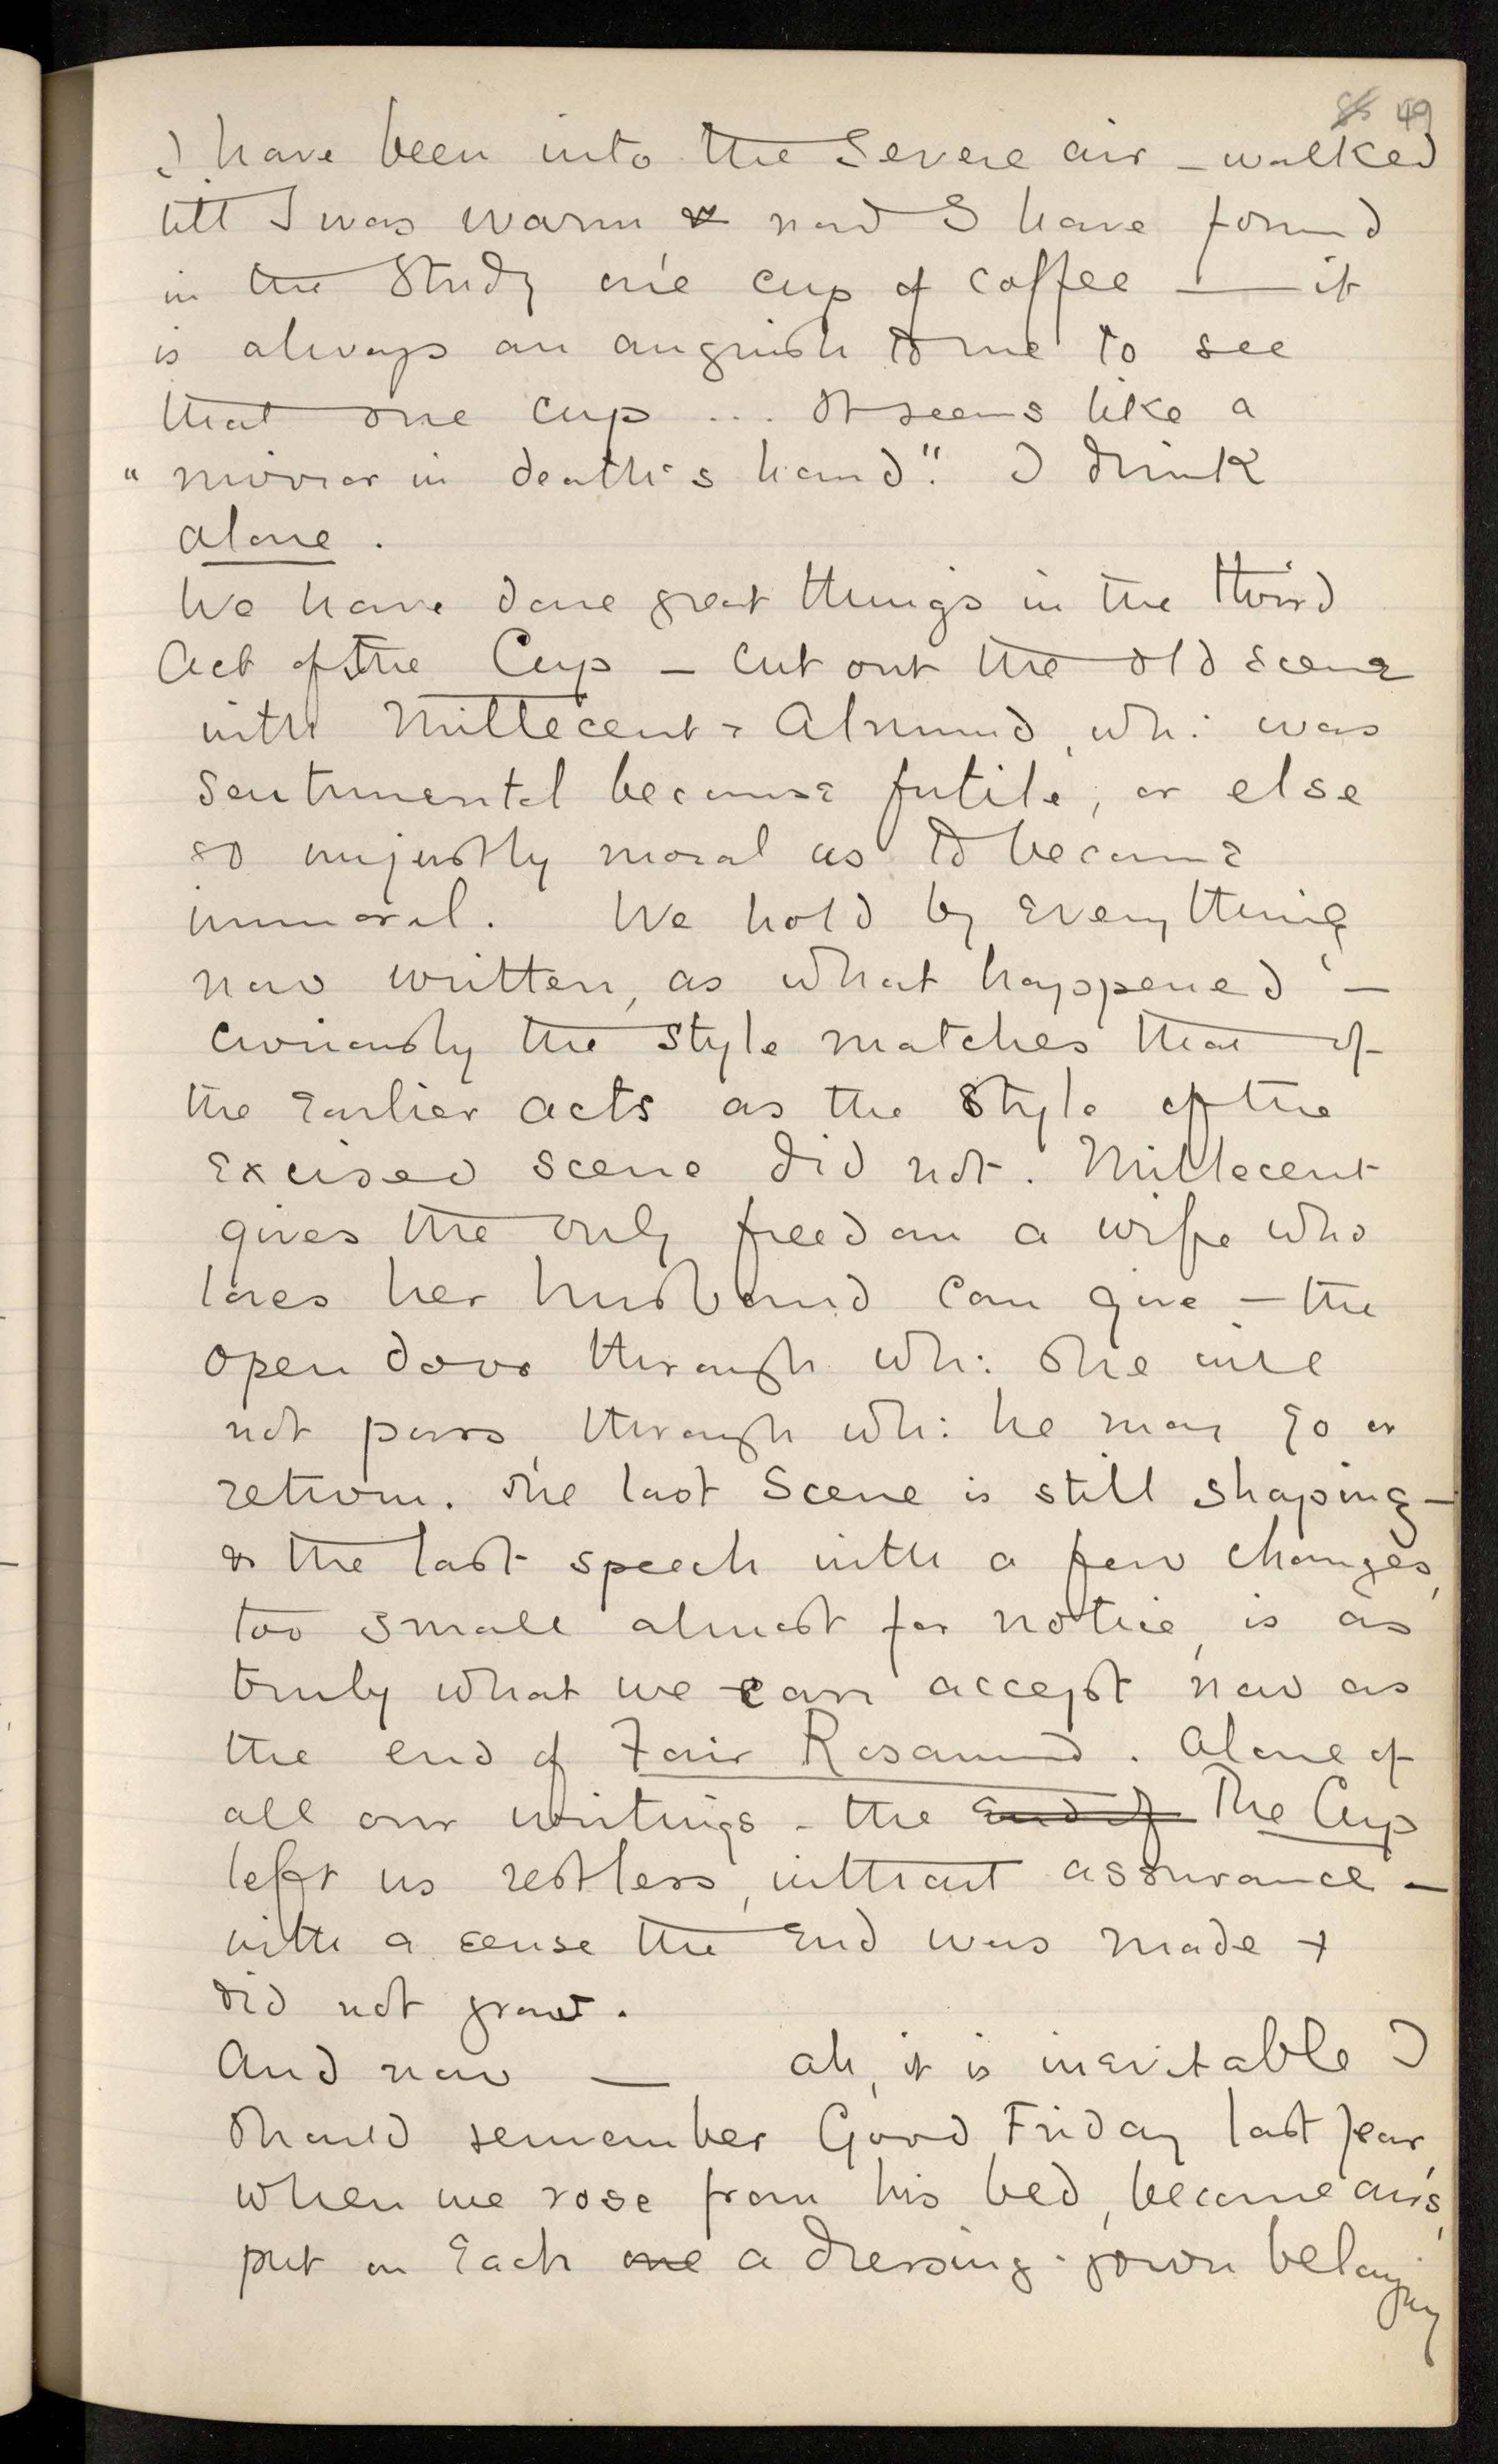 49
I have been into the severe air – walked
till I was warm & now I have found
in the Study one cup of coffee — it
is always an anguish to me to see
that one cup ... It seems like a
"mirror in death's hand". I drink
alone.
We have done great things in the third
Act of the Cup – cut out the old scene
with Millecent & Almund, wh: was
sentimental because futile, or else
so unjustly moral as to become
immoral. We hold by everything
now written, as what happened –
curiously the style matches that of
the earlier acts as the style of the
excised scene did not. Millecent
gives the only freedom a wife who
loves her husband can give – the
open door through wh: she will
not pass, through wh: he may go or
return. The last Scene is still shaping –
& the last speech with a few changes,
too small almost for notice, is as
truly what we can accept now as
the end of Fair Rosamund. Alone of
all our writings – the end of The Cup
left us restless, without assurance –
with a sense the end was made &
did not grow.
And now — ah, it is inevitable I
should remember Good Friday last year,
when we rose from his bed, become ours,
put on each one a dressing-gown belonging